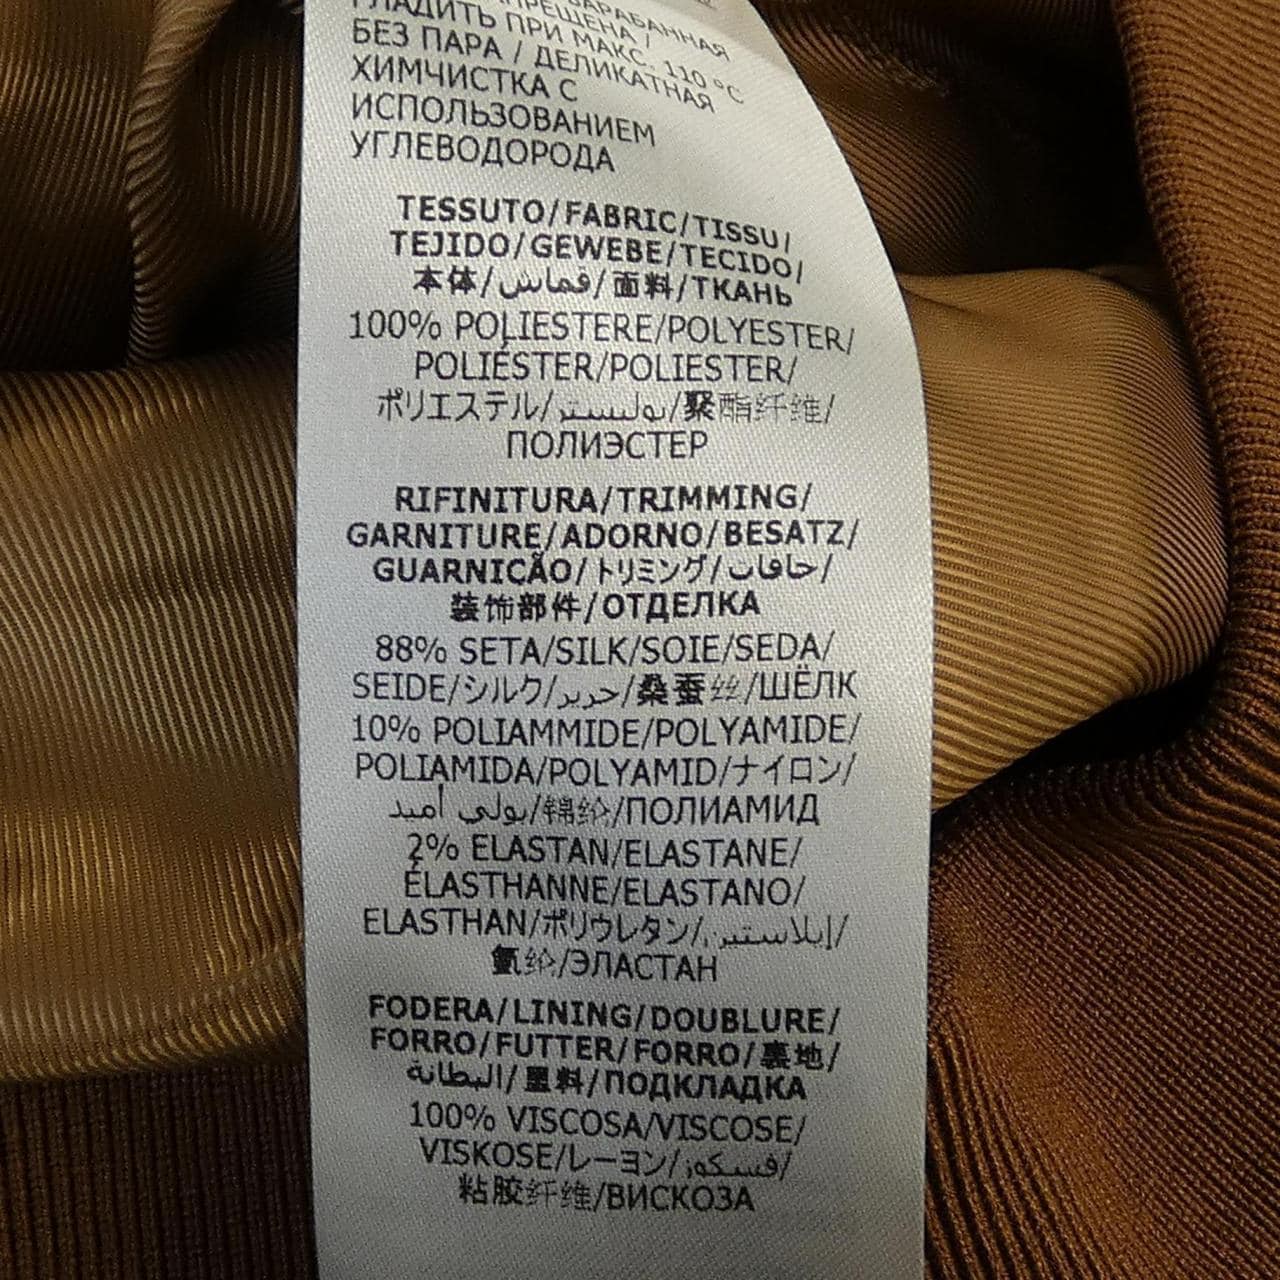 БАРАБАННАЯ
ЗАПРЕЩЕНА /
ГЛАДИТЬ ПРИ МАКС. 110 °C
БЕЗ ПАРА / ДЕЛИКАТНАЯ
ХИМЧИСТКА С
ИСПОЛЬЗОВАНИЕМ
УГЛЕВОДОРОДА
TESSUTO/FABRIC/TISSU/
TEJIDO/GEWEBE/TECIDO/
本体/قماش/面料/ТКАНЬ
100% POLIESTERE/POLYESTER/
POLIÉSTER/POLIESTER/
ポリエステル/بوليستر/聚酯纤维/
ПОЛИЭСТЕР
RIFINITURA/TRIMMING/
GARNITURE/ADORNO/BESATZ/
GUARNIÇÃO/トリミング/حافات/
装饰部件/ОТДЕЛКА
88% SETA/SILK/SOIE/SEDA/
SEIDE/シルク/حرير/桑蚕丝/ШЁЛК
10% POLIAMMIDE/POLYAMIDE/
POLIAMIDA/POLYAMID/ナイロン/
بولي أميد/锦纶/ПОЛИАМИД
2% ELASTAN/ELASTANE/
ÉLASTHANNE/ELASTANO/
ELASTHAN/ポリウレタン/إيلاستين/
氨纶/ЭЛАСТАН
FODERA/LINING/DOUBLURE/
FORRO/FUTTER/FORRO/裏地/
البطانة/里料/ПОДКЛАДКА
100% VISCOSA/VISCOSE/
VISKOSE/レーヨン/فسكوز/
粘胶纤维/ВИСКОЗА